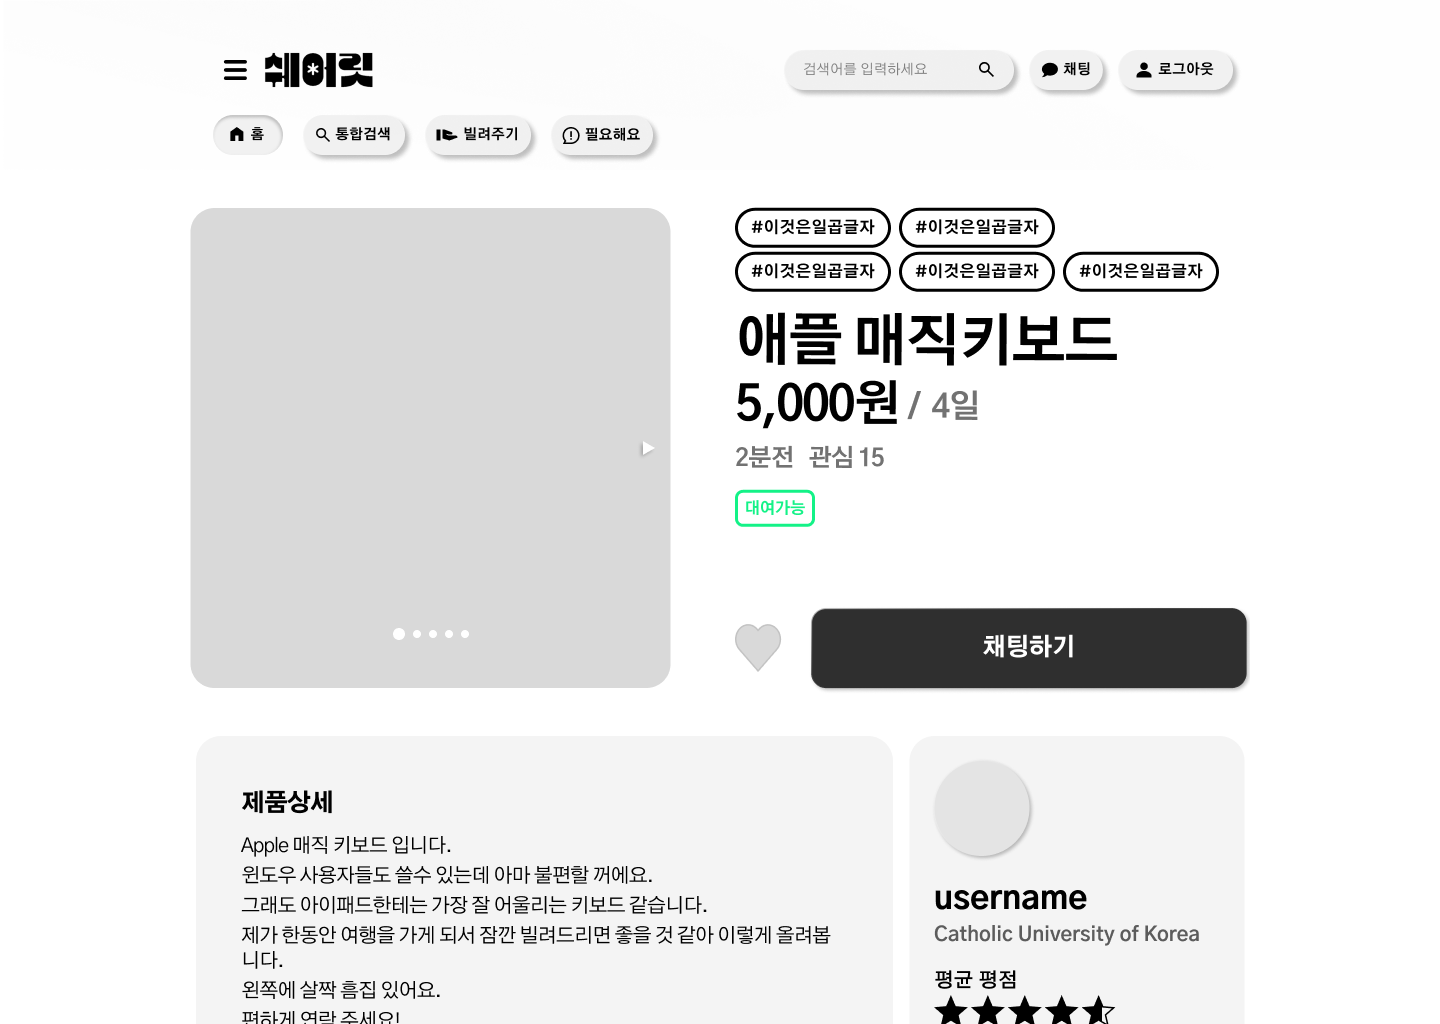 쉐어릿
검색어를 입력하세요
채팅
로그아웃
홈
통합검색
빌려주기
필요해요
#이것은일곱글자 #이것은일곱글자
#이것은일곱글자 #이것은일곱글자 #이것은일곱글자
애플 매직키보드
5,000원 / 4일
2분전 관심 15
대여가능
채팅하기
제품상세
Apple 매직 키보드 입니다.
윈도우 사용자들도 쓸수 있는데 아마 불편할 꺼에요.
그래도 아이패드한테는 가장 잘 어울리는 키보드 같습니다.
제가 한동안 여행을 가게 되서 잠깐 빌려드리면 좋을 것 같아 이렇게 올려봅
니다.
왼쪽에 살짝 흠집 있어요.
편하게 연락 주세요!
username
Catholic University of Korea
평균 평점